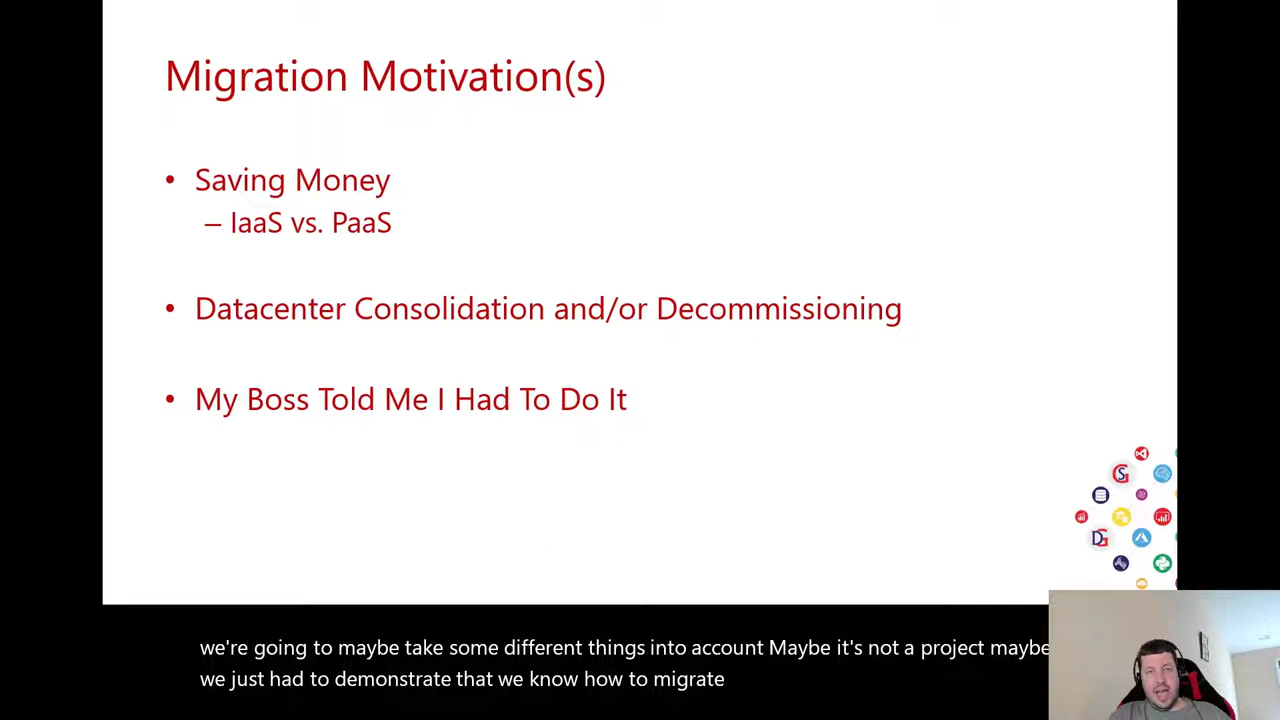 Migration Motivation(s)
• Saving Money
– IaaS vs. PaaS
• Datacenter Consolidation and/or Decommissioning
• My Boss Told Me I Had To Do It
GS
DG
we're going to maybe take some different things into account Maybe it's not a project maybe
we just had to demonstrate that we know how to migrate